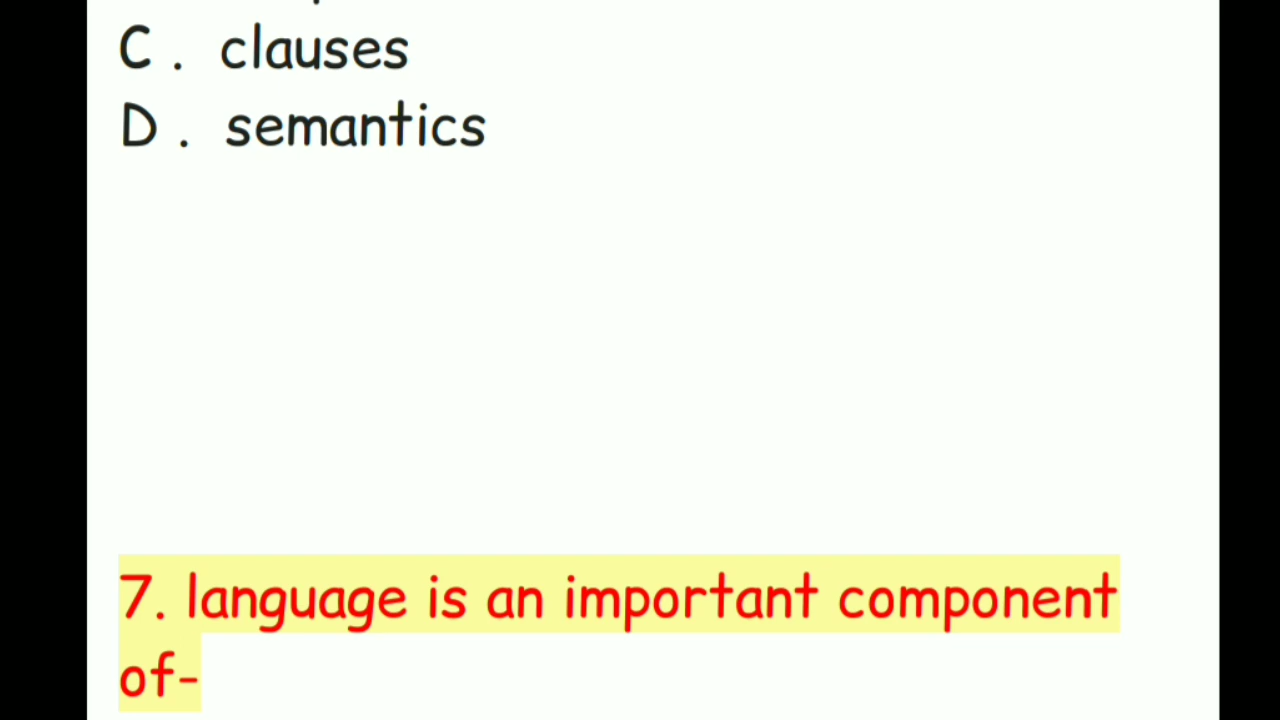 C . clauses
D . semantics
7. language is an important component
of-